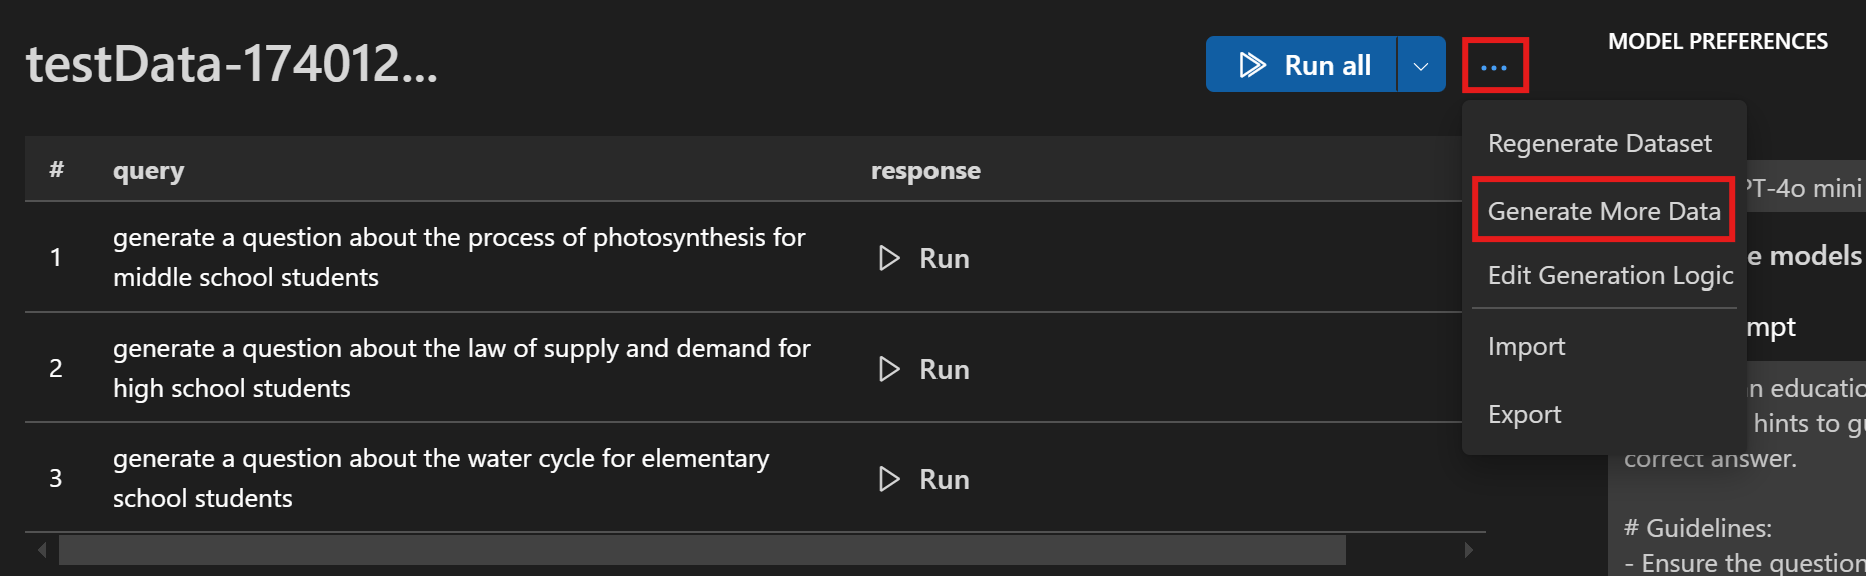 testData-174012...
Run all
...
MODEL PREFERENCES
Regenerate Dataset
Generate More Data
Edit Generation Logic
Import
Export
# query response
1 generate a question about the process of photosynthesis for
middle school students
Run
2 generate a question about the law of supply and demand for
high school students
Run
3 generate a question about the water cycle for elementary
school students
Run
4o mini
models
hints to
correct answer.
# Guidelines:
- Ensure the question